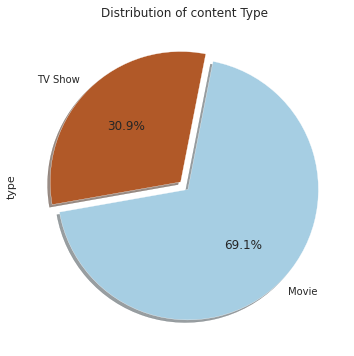 Distribution of content Type
TV Show
30.9%
type
69.1%
Movie